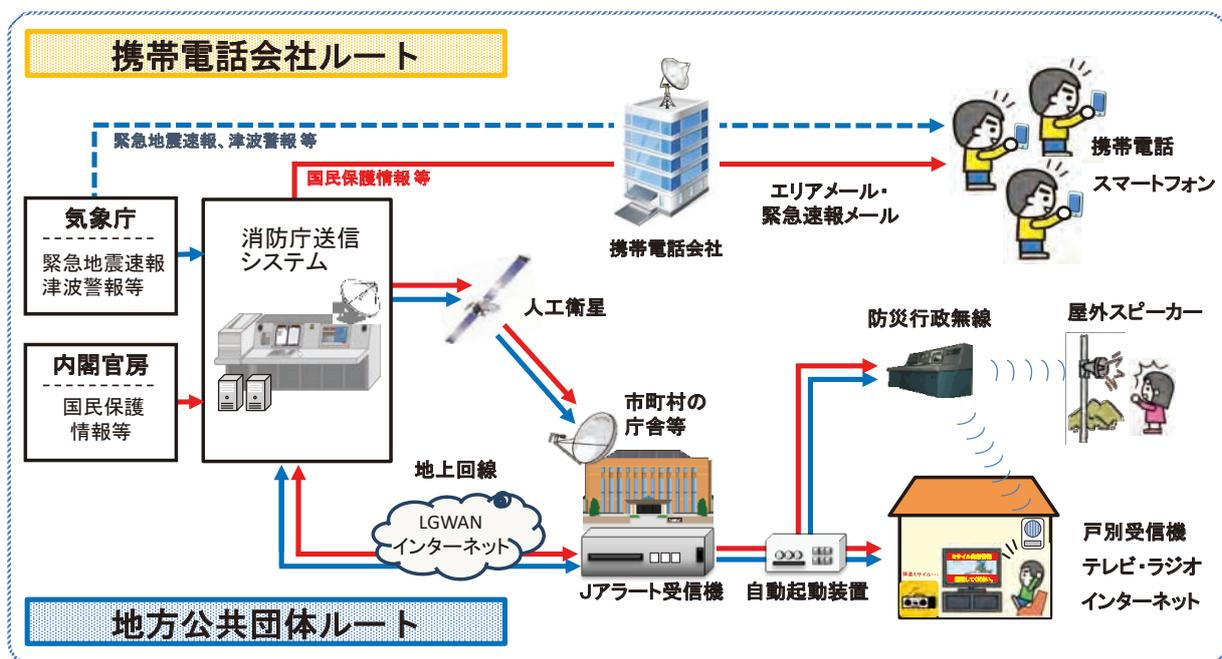 携帯電話会社ルート
緊急地震速報、津波警報 等
国民保護情報 等
携帯電話
スマートフォン
エリアメール・
緊急速報メール
携帯電話会社
気象庁
緊急地震速報
津波警報等
消防庁送信
システム
人工衛星
内閣官房
国民保護
情報等
防災行政無線
屋外スピーカー
市町村の
庁舎等
地上回線
LGWAN
インターネット
Jアラート受信機
自動起動装置
戸別受信機
テレビ・ラジオ
インターネット
地方公共団体ルート